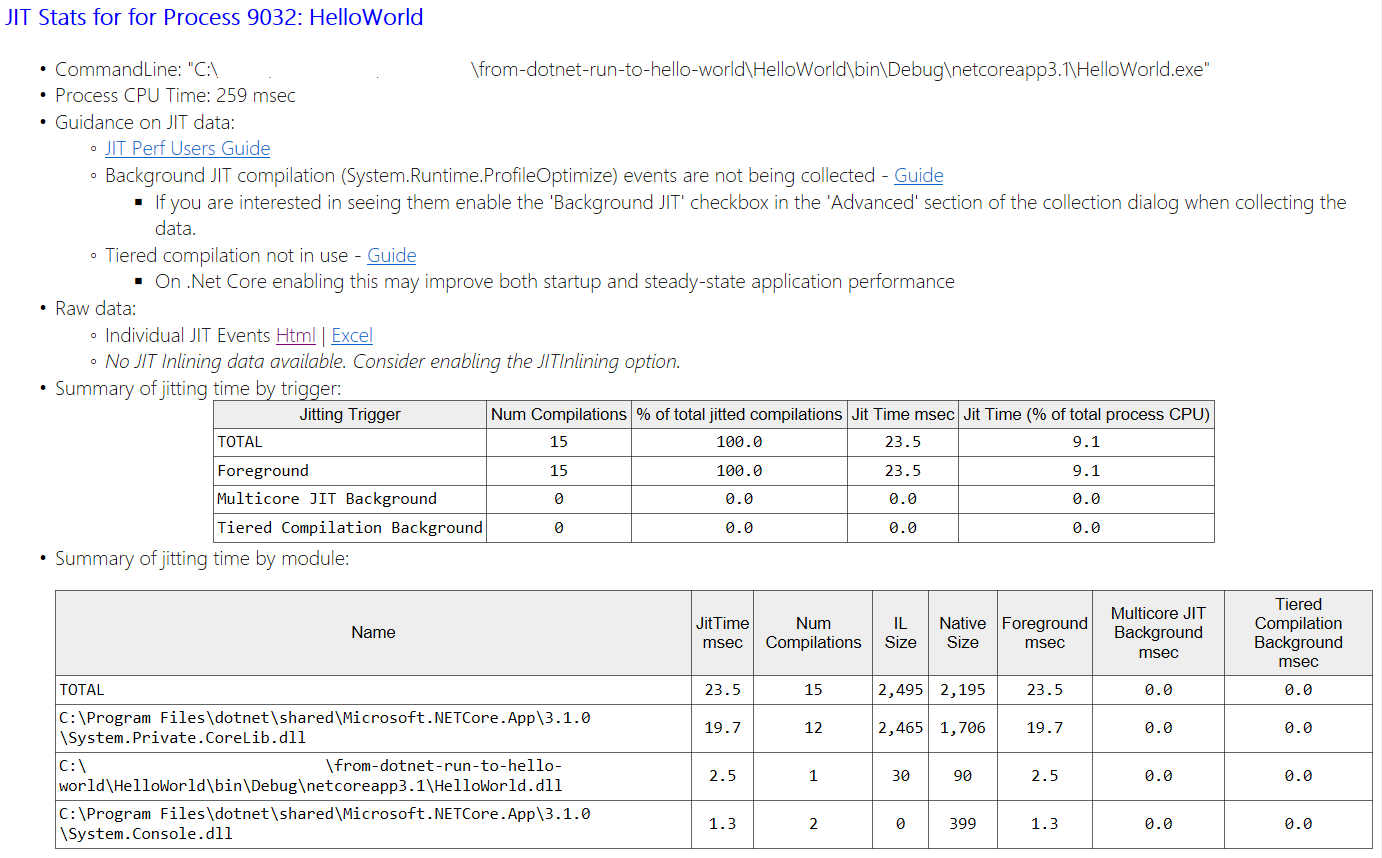 JIT Stats for for Process 9032: HelloWorld
• CommandLine: "C:\ \from-dotnet-run-to-hello-world\HelloWorld\bin\Debug\netcoreapp3.1\HelloWorld.exe"
• Process CPU Time: 259 msec
• Guidance on JIT data:
◦ JIT Perf Users Guide
◦ Background JIT compilation (System.Runtime.ProfileOptimize) events are not being collected - Guide
▪ If you are interested in seeing them enable the 'Background JIT' checkbox in the 'Advanced' section of the collection dialog when collecting the
data.
◦ Tiered compilation not in use - Guide
▪ On .Net Core enabling this may improve both startup and steady-state application performance
• Raw data:
◦ Individual JIT Events Html | Excel
◦ No JIT Inlining data available. Consider enabling the JITInlining option.
• Summary of jitting time by trigger:
Jitting Trigger Num Compilations % of total jitted compilations Jit Time msec Jit Time (% of total process CPU)
TOTAL 15 100.0 23.5 9.1
Foreground 15 100.0 23.5 9.1
Multicore JIT Background 0 0.0 0.0 0.0
Tiered Compilation Background 0 0.0 0.0 0.0
• Summary of jitting time by module:
Name JitTime msec Num Compilations IL Size Native Size Foreground msec Multicore JIT Background msec Tiered Compilation Background msec
TOTAL 23.5 15 2,495 2,195 23.5 0.0 0.0
C:\Program Files\dotnet\shared\Microsoft.NETCore.App\3.1.0
\System.Private.CoreLib.dll 19.7 12 2,465 1,706 19.7 0.0 0.0
C:\ \from-dotnet-run-to-hello-
world\HelloWorld\bin\Debug\netcoreapp3.1\HelloWorld.dll 2.5 1 30 90 2.5 0.0 0.0
C:\Program Files\dotnet\shared\Microsoft.NETCore.App\3.1.0
\System.Console.dll 1.3 2 0 399 1.3 0.0 0.0